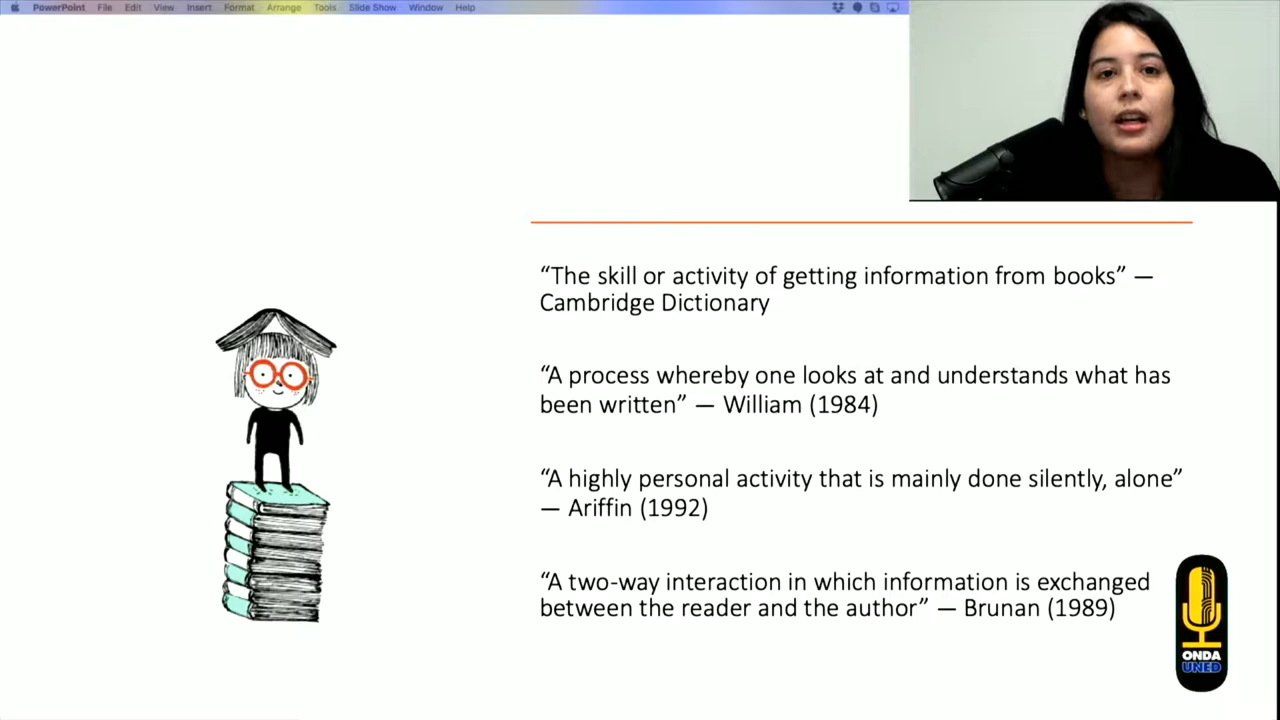 PowerPoint File Edit View Insert Format Arrange Tools Slide Show Window Help
“The skill or activity of getting information from books” —
Cambridge Dictionary
“A process whereby one looks at and understands what has
been written” — William (1984)
“A highly personal activity that is mainly done silently, alone”
— Ariffin (1992)
“A two-way interaction in which information is exchanged
between the reader and the author” — Brunan (1989)
ONDA
UNED